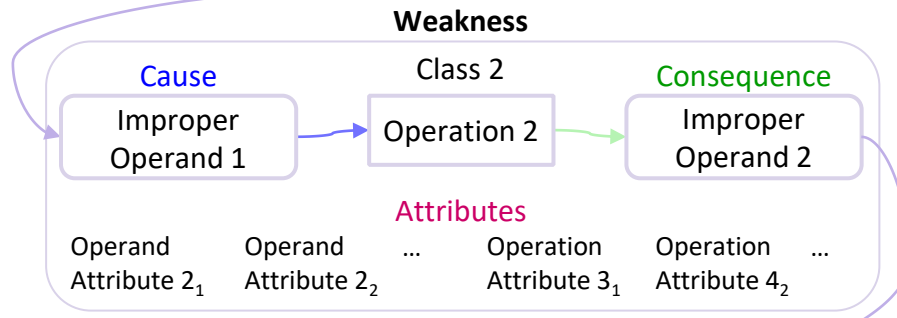 Weakness
Cause
Class 2
Consequence
Improper
Operand 1
Operation 2
Improper
Operand 2
Attributes
Operand
Attribute 2₁
Operand
Attribute 2₂
...
Operation
Attribute 3₁
Operation
Attribute 4₂
...